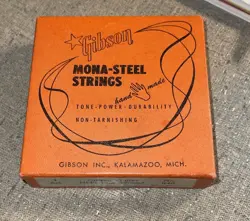 Gibson
MONA-STEEL
STRINGS
hand made
TONE-POWER-DURABILITY
NON-TARNISHING
GIBSON INC., KALAMAZOO, MICH.